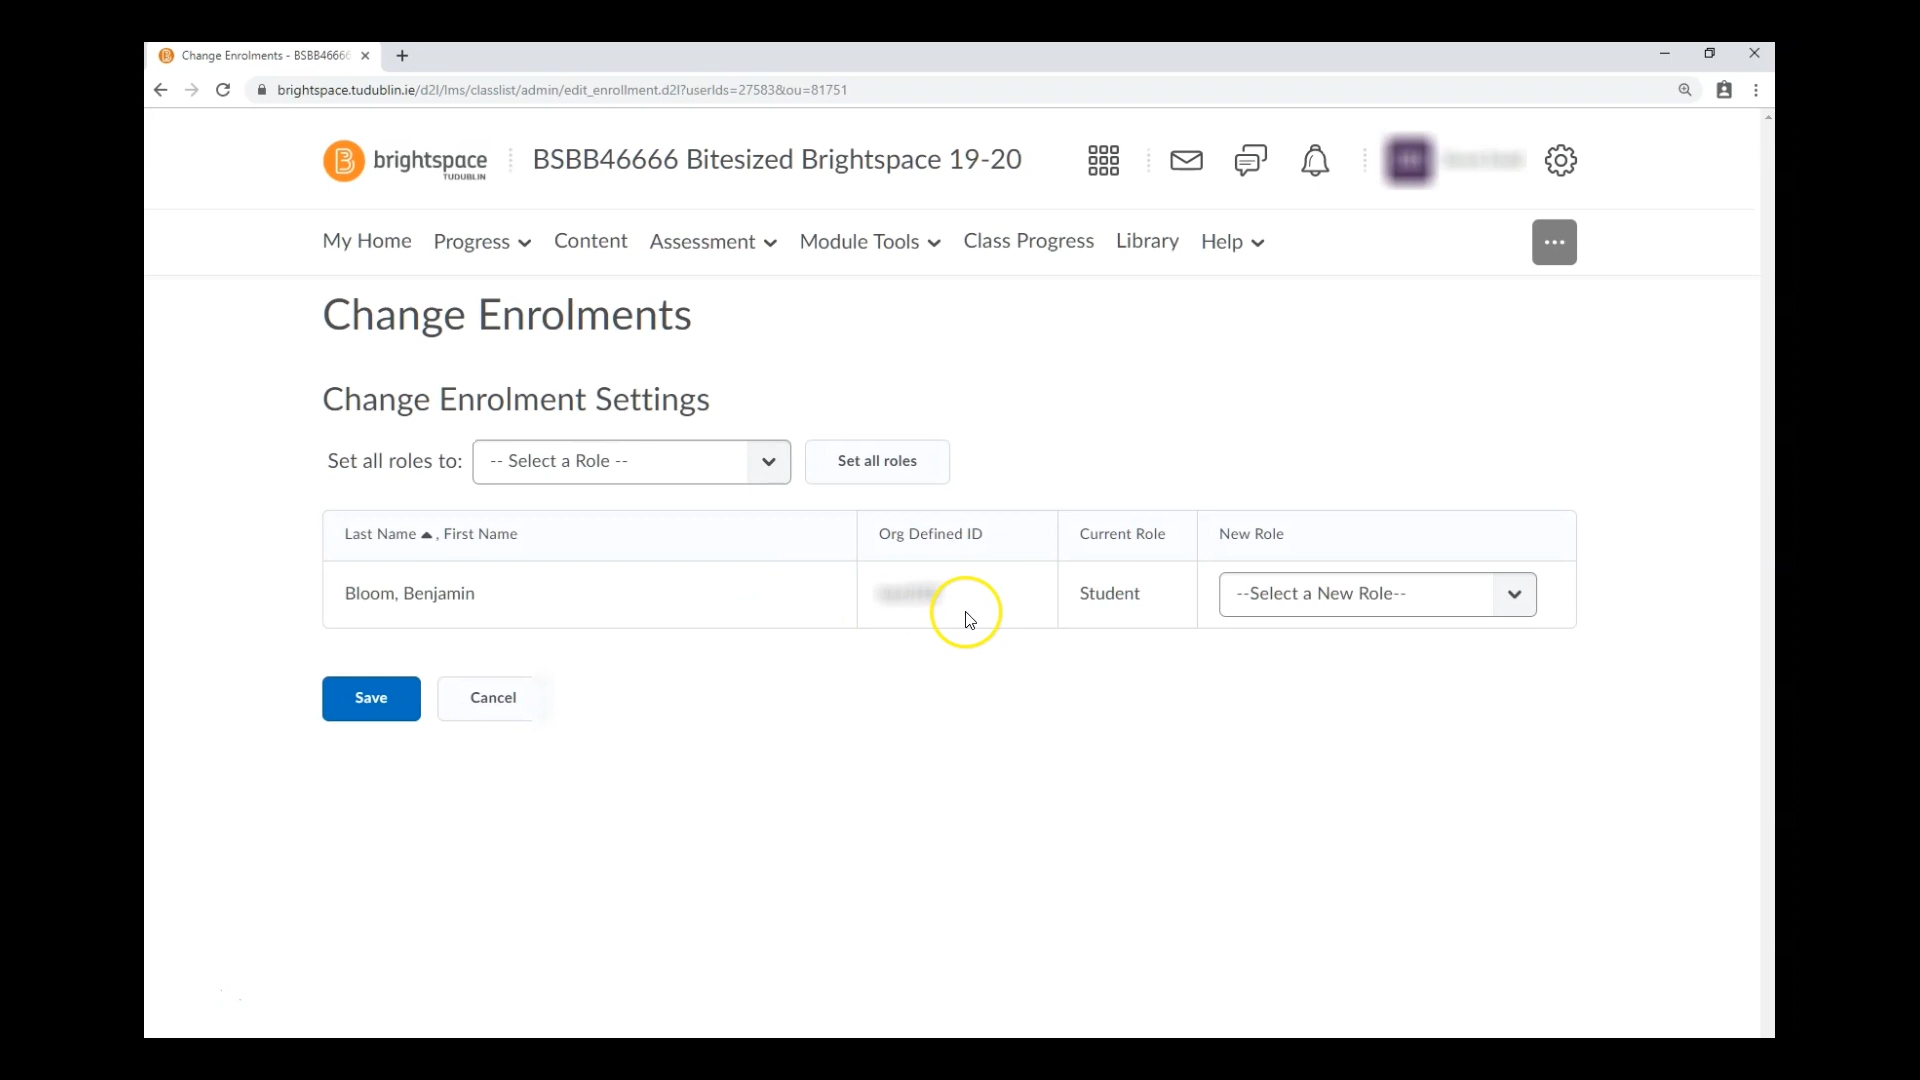 Change Enrolments - BSBB46666
brightspace.tudublin.ie/d2l/lms/classlist/admin/edit_enrollment.d2l?userIds=27583&ou=81751
brightspace
TUDUBLIN
BSBB46666 Bitesized Brightspace 19-20
My Home Progress Content Assessment Module Tools Class Progress Library Help
Change Enrolments
Change Enrolment Settings
Set all roles to: -- Select a Role -- Set all roles
Last Name , First Name Org Defined ID Current Role New Role
Bloom, Benjamin Student --Select a New Role--
Save Cancel